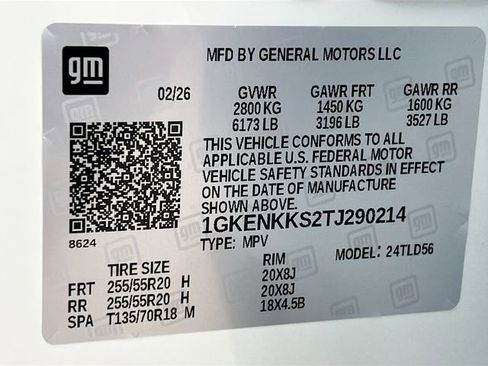 gm
MFD BY GENERAL MOTORS LLC
02/26 GVWR GAWR FRT GAWR RR
2800 KG 1450 KG 1600 KG
6173 LB 3196 LB 3527 LB
THIS VEHICLE CONFORMS TO ALL
APPLICABLE U.S. FEDERAL MOTOR
VEHICLE SAFETY STANDARDS IN EFFECT
ON THE DATE OF MANUFACTURE
SHOWN ABOVE.
8624
1GKENKKS2TJ290214
TYPE: MPV MODEL: 24TLD56
TIRE SIZE RIM
FRT 255/55R20 H 20X8J
RR 255/55R20 H 20X8J
SPA T135/70R18 M 18X4.5B